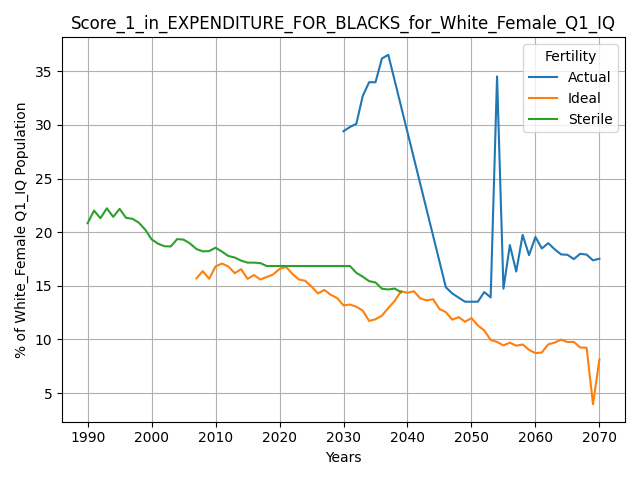 Score_1_in_EXPENDITURE_FOR_BLACKS_for_White_Female_Q1_IQ
% of White_Female Q1_IQ Population
35
30
25
20
15
10
5
Fertility
Actual
Ideal
Sterile
1990 2000 2010 2020 2030 2040 2050 2060 2070
Years